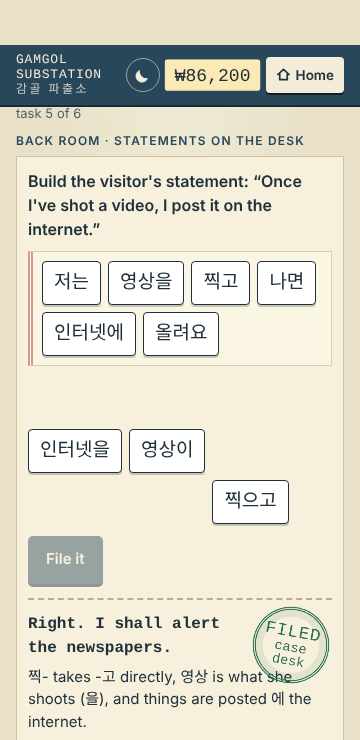 GAMGOL
SUBSTATION
감골 파출소
₩86,200
Home
task 5 of 6
BACK ROOM · STATEMENTS ON THE DESK
Build the visitor's statement: “Once
I've shot a video, I post it on the
internet.”
저는 영상을 찍고 나면
인터넷에 올려요
인터넷을 영상이
찍으고
File it
Right. I shall alert
the newspapers.
FILED
case
desk
찍- takes -고 directly, 영상 is what she
shoots (을), and things are posted 에 the
internet.